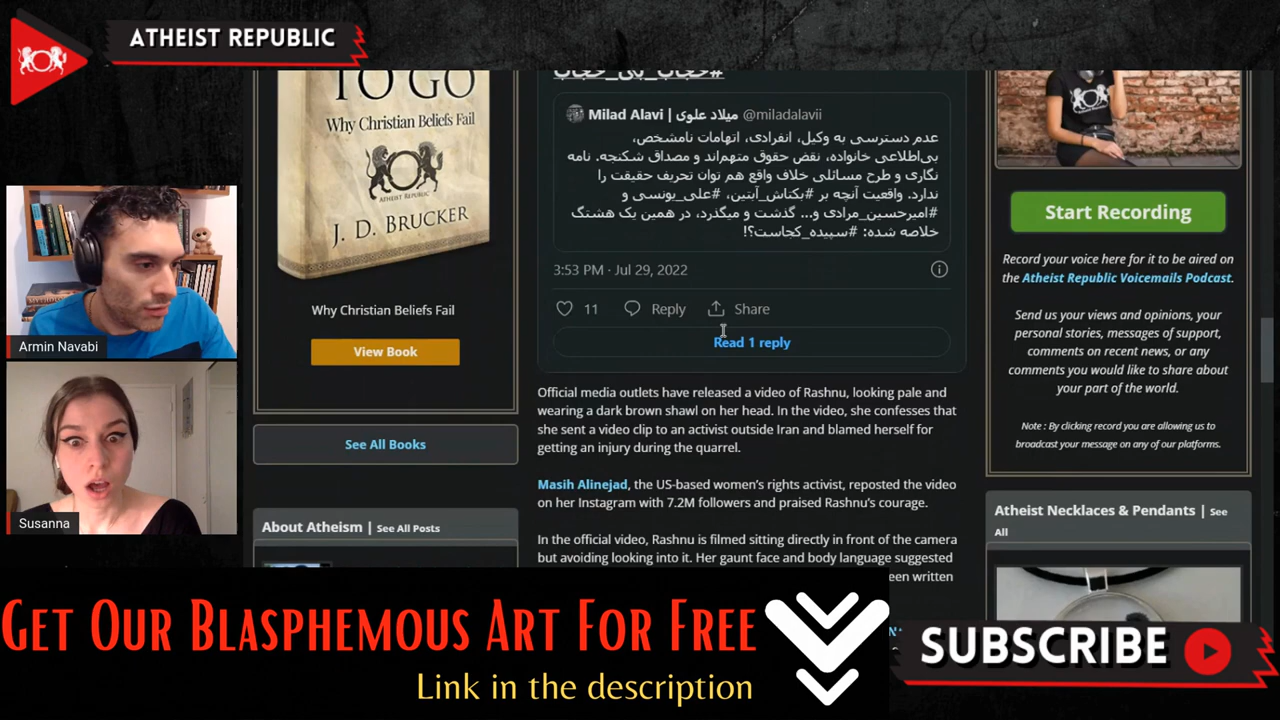 ATHEIST REPUBLIC
TO GO
Why Christian Beliefs Fail
ATHEIST REPUBLIC
J. D. BRUCKER
Why Christian Beliefs Fail
View Book
See All Books
About Atheism | See All Posts
#حجاب_بی_حجاب
Milad Alavi | میلاد علوی @miladalavii
عدم دسترسی به وکیل، انفرادی، اتهامات نامشخص،
بی‌اطلاعی خانواده، نقض حقوق متهم‌اند و مصداق شکنجه. نامه
نگاری و طرح مسائلی خلاف واقع هم توان تحریف حقیقت را
ندارد. واقعیت آنچه بر #بکتاش_آبتین، #علی_یونسی و
#امیرحسین_مرادی و... گذشت و میگذرد، در همین یک هشتگ
خلاصه شده: #سپیده_کجاست؟!
3:53 PM · Jul 29, 2022
11 Reply Share
Read 1 reply
Official media outlets have released a video of Rashnu, looking pale and
wearing a dark brown shawl on her head. In the video, she confesses that
she sent a video clip to an activist outside Iran and blamed herself for
getting an injury during the quarrel.
Masih Alinejad, the US-based women's rights activist, reposted the video
on her Instagram with 7.2M followers and praised Rashnu's courage.
In the official video, Rashnu is filmed sitting directly in front of the camera
but avoiding looking into it. Her gaunt face and body language suggested
een written
Start Recording
Record your voice here for it to be aired on
the Atheist Republic Voicemails Podcast.
Send us your views and opinions, your
personal stories, messages of support,
comments on recent news, or any
comments you would like to share about
your part of the world.
Note : By clicking record you are allowing us to
broadcast your message on any of our platforms.
Atheist Necklaces & Pendants | See
All
Armin Navabi
Susanna
GET OUR BLASPHEMOUS ART FOR FREE
Link in the description
SUBSCRIBE